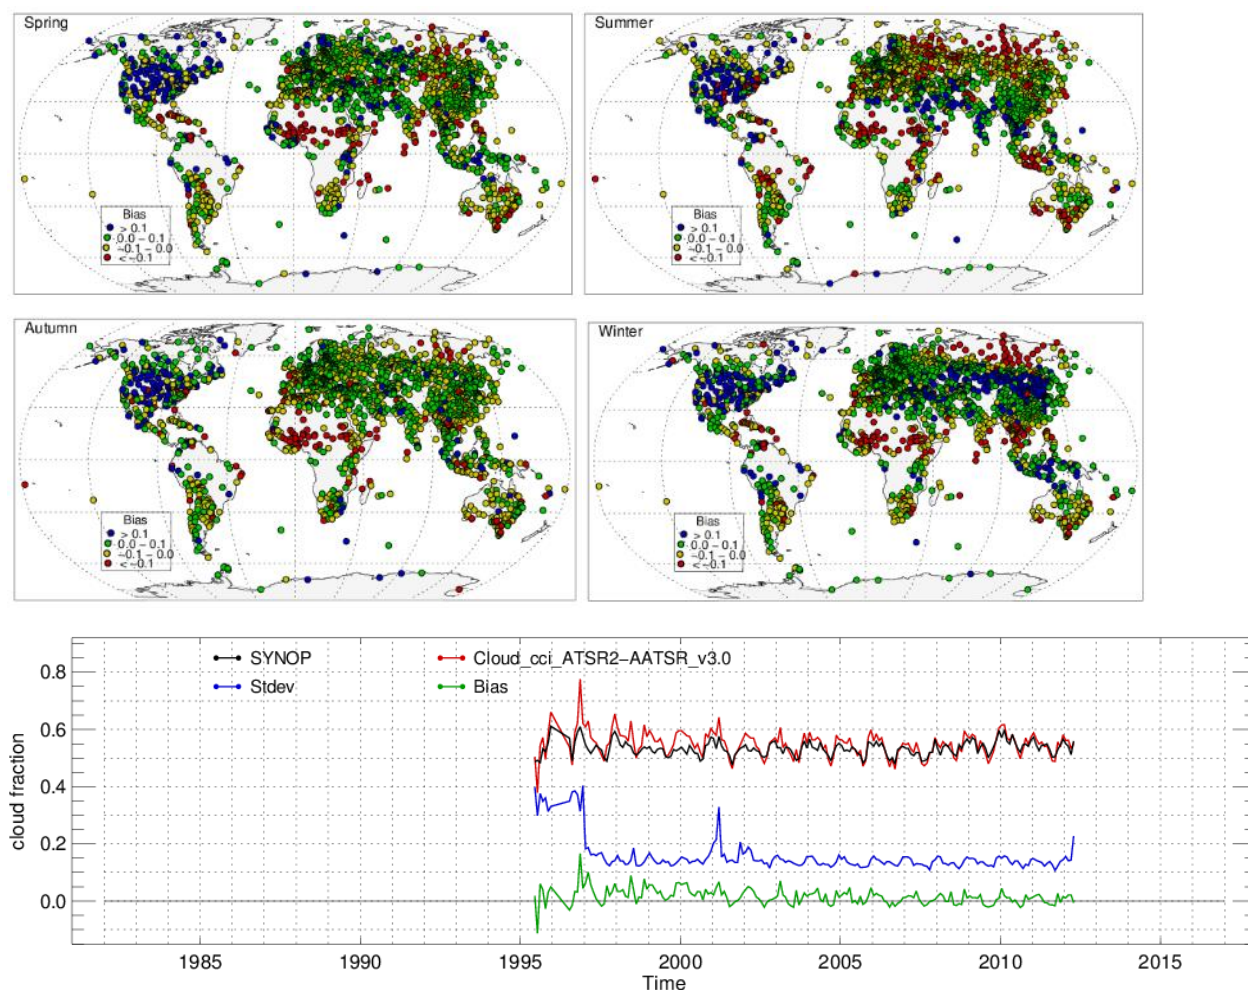 Spring
Bias
> 0.1
0.0 – 0.1
–0.1 – 0.0
<–0.1
Summer
Bias
> 0.1
0.0 – 0.1
–0.1 – 0.0
<–0.1
Autumn
Bias
> 0.1
0.0 – 0.1
–0.1 – 0.0
<–0.1
Winter
Bias
> 0.1
0.0 – 0.1
–0.1 – 0.0
<–0.1
SYNOP
Cloud_cci_ATSR2–AATSR_v3.0
Stdev
Bias
cloud fraction
0.8
0.6
0.4
0.2
0.0
1985 1990 1995 2000 2005 2010 2015
Time